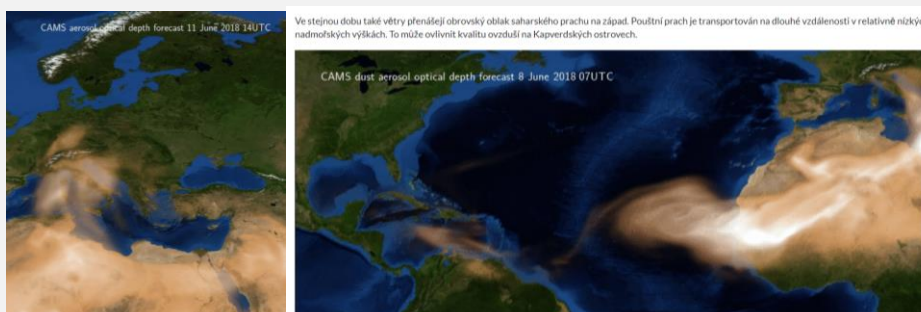 CAMS aerosol optical depth forecast 11 June 2018 14UTC
Ve stejnou dobu také větry přenášejí obrovský oblak saharského prachu na západ. Pouštní prach je transportován na dlouhé vzdálenosti v relativně
nadmořských výškách. To může ovlivnit kvalitu ovzduší na Kapverdských ostrovech.
CAMS dust aerosol optical depth forecast 8 June 2018 07UTC